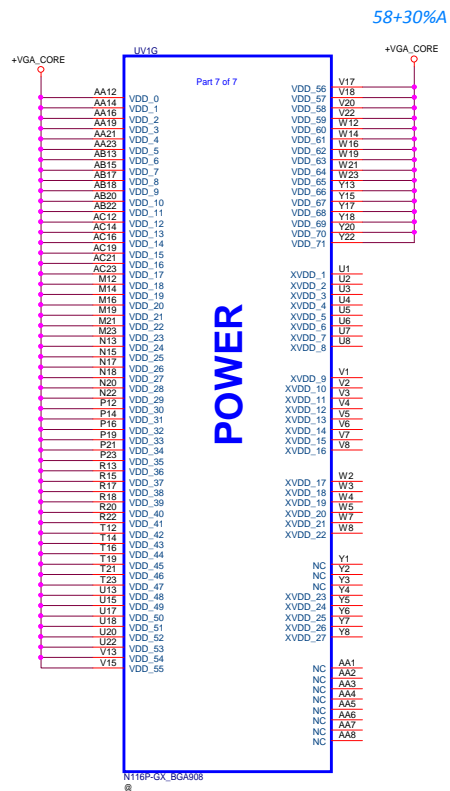 58+30%A
+VGA_CORE
+VGA_CORE
UV1G
Part 7 of 7
POWER
AA12 VDD_0
AA14 VDD_1
AA16 VDD_2
AA19 VDD_3
AA21 VDD_4
AA23 VDD_5
AB13 VDD_6
AB15 VDD_7
AB17 VDD_8
AB18 VDD_9
AB20 VDD_10
AB22 VDD_11
AC12 VDD_12
AC14 VDD_13
AC16 VDD_14
AC19 VDD_15
AC21 VDD_16
AC23 VDD_17
M12 VDD_18
M14 VDD_19
M16 VDD_20
M19 VDD_21
M21 VDD_22
M23 VDD_23
N13 VDD_24
N15 VDD_25
N17 VDD_26
N18 VDD_27
N20 VDD_28
N22 VDD_29
P12 VDD_30
P14 VDD_31
P16 VDD_32
P19 VDD_33
P21 VDD_34
P23 VDD_35
R13 VDD_36
R15 VDD_37
R17 VDD_38
R18 VDD_39
R20 VDD_40
R22 VDD_41
T12 VDD_42
T14 VDD_43
T16 VDD_44
T19 VDD_45
T21 VDD_46
T23 VDD_47
U13 VDD_48
U15 VDD_49
U17 VDD_50
U18 VDD_51
U20 VDD_52
U22 VDD_53
V13 VDD_54
V15 VDD_55
VDD_56 V17
VDD_57 V18
VDD_58 V20
VDD_59 V22
VDD_60 W12
VDD_61 W14
VDD_62 W16
VDD_63 W19
VDD_64 W21
VDD_65 W23
VDD_66 Y13
VDD_67 Y15
VDD_68 Y17
VDD_69 Y18
VDD_70 Y20
VDD_71 Y22
XVDD_1 U1
XVDD_2 U2
XVDD_3 U3
XVDD_4 U4
XVDD_5 U5
XVDD_6 U6
XVDD_7 U7
XVDD_8 U8
XVDD_9 V1
XVDD_10 V2
XVDD_11 V3
XVDD_12 V4
XVDD_13 V5
XVDD_14 V6
XVDD_15 V7
XVDD_16 V8
XVDD_17 W2
XVDD_18 W3
XVDD_19 W4
XVDD_20 W5
XVDD_21 W7
XVDD_22 W8
NC Y1
NC Y2
NC Y3
XVDD_23 Y4
XVDD_24 Y5
XVDD_25 Y6
XVDD_26 Y7
XVDD_27 Y8
NC AA1
NC AA2
NC AA3
NC AA4
NC AA5
NC AA6
NC AA7
NC AA8
N116P-GX_BGA908
@